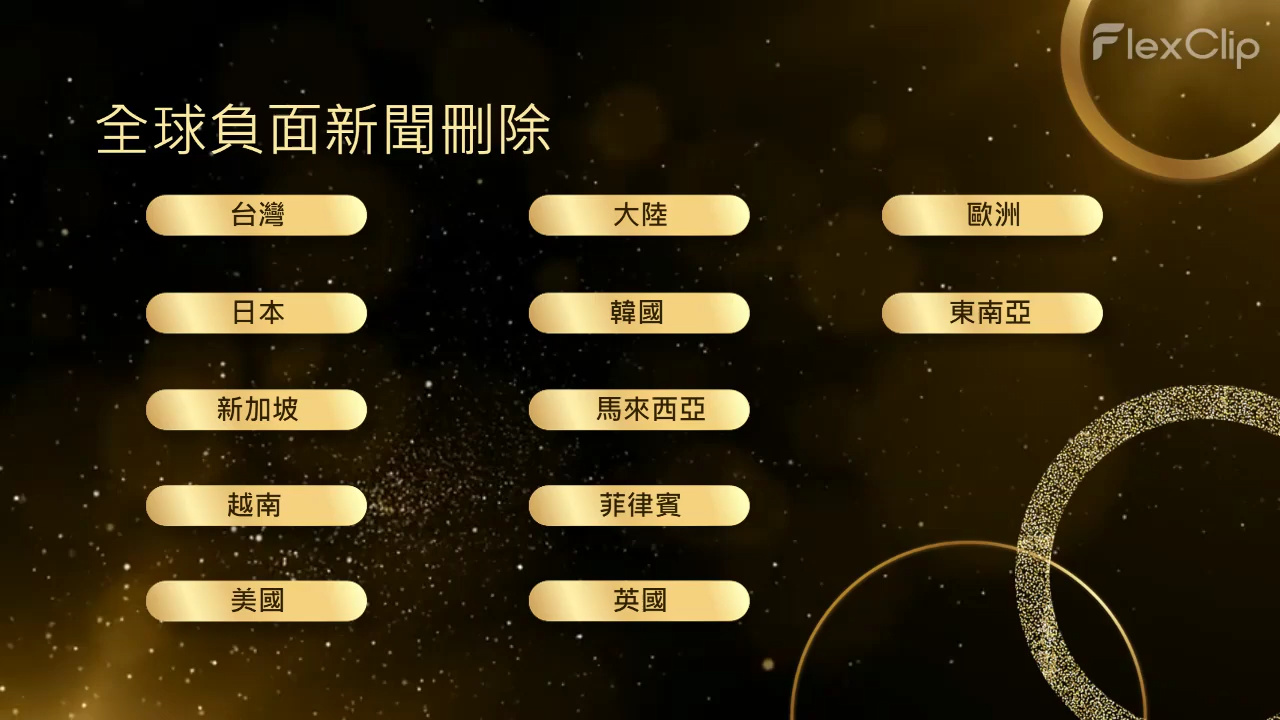 FlexClip
全球負面新聞刪除
台灣
大陸
歐洲
日本
韓國
東南亞
新加坡
馬來西亞
越南
菲律賓
美國
英國